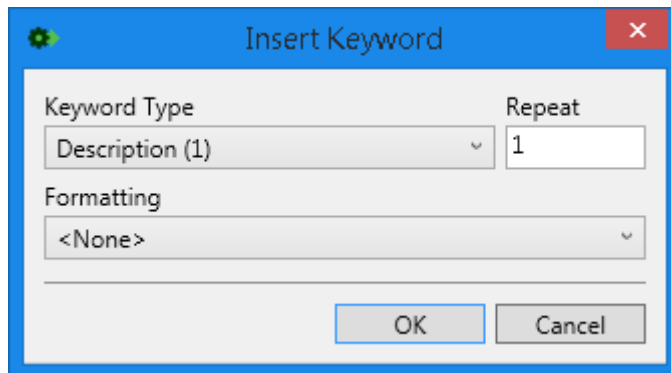 Insert Keyword
Keyword Type Repeat
Description (1) 1
Formatting
<None>
OK Cancel